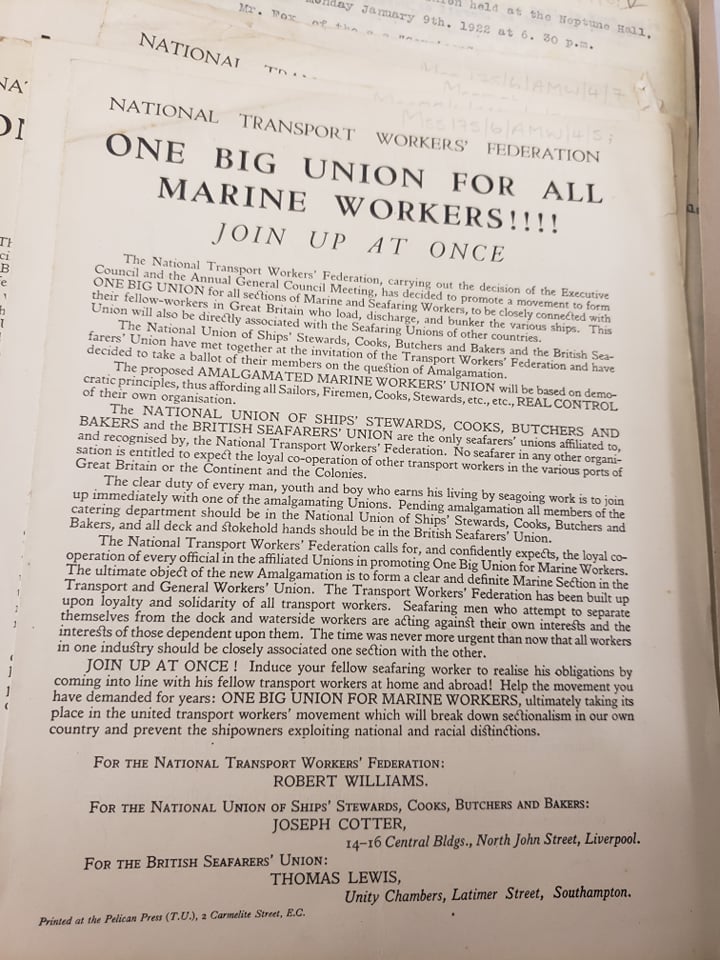 held at the Neptune Hall,
Monday January 9th. 1922 at 6. 30 p.m.
Mr. Fox of the
NATIONAL
Mss 175/6/AMW/4/5;
NATIONAL TRANSPORT WORKERS' FEDERATION
ONE BIG UNION FOR ALL
MARINE WORKERS!!!!
JOIN UP AT ONCE
The National Transport Workers' Federation, carrying out the decision of the Executive
Council and the Annual General Council Meeting, has decided to promote a movement to form
ONE BIG UNION for all sections of Marine and Seafaring Workers, to be closely connected with
their fellow-workers in Great Britain who load, discharge, and bunker the various ships. This
Union will also be directly associated with the Seafaring Unions of other countries.
The National Union of Ships' Stewards, Cooks, Butchers and Bakers and the British Sea-
farers' Union have met together at the invitation of the Transport Workers' Federation and have
decided to take a ballot of their members on the question of Amalgamation.
The proposed AMALGAMATED MARINE WORKERS' UNION will be based on demo-
cratic principles, thus affording all Sailors, Firemen, Cooks, Stewards, etc., etc., REAL CONTROL
of their own organisation.
The NATIONAL UNION OF SHIPS' STEWARDS, COOKS, BUTCHERS AND
BAKERS and the BRITISH SEAFARERS' UNION are the only seafarers' unions affiliated to,
and recognised by, the National Transport Workers' Federation. No seafarer in any other organi-
sation is entitled to expect the loyal co-operation of other transport workers in the various ports of
Great Britain or the Continent and the Colonies.
The clear duty of every man, youth and boy who earns his living by seagoing work is to join
up immediately with one of the amalgamating Unions. Pending amalgamation all members of the
catering department should be in the National Union of Ships' Stewards, Cooks, Butchers and
Bakers, and all deck and stokehold hands should be in the British Seafarers' Union.
The National Transport Workers' Federation calls for, and confidently expects, the loyal co-
operation of every official in the affiliated Unions in promoting One Big Union for Marine Workers.
The ultimate object of the new Amalgamation is to form a clear and definite Marine Section in the
Transport and General Workers' Union. The Transport Workers' Federation has been built up
upon loyalty and solidarity of all transport workers. Seafaring men who attempt to separate
themselves from the dock and waterside workers are acting against their own interests and the
interests of those dependent upon them. The time was never more urgent than now that all workers
in one industry should be closely associated one section with the other.
JOIN UP AT ONCE! Induce your fellow seafaring worker to realise his obligations by
coming into line with his fellow transport workers at home and abroad! Help the movement you
have demanded for years: ONE BIG UNION FOR MARINE WORKERS, ultimately taking its
place in the united transport workers' movement which will break down sectionalism in our own
country and prevent the shipowners exploiting national and racial distinctions.
FOR THE NATIONAL TRANSPORT WORKERS' FEDERATION:
ROBERT WILLIAMS.
FOR THE NATIONAL UNION OF SHIPS' STEWARDS, COOKS, BUTCHERS AND BAKERS:
JOSEPH COTTER,
14-16 Central Bldgs., North John Street, Liverpool.
FOR THE BRITISH SEAFARERS' UNION:
THOMAS LEWIS,
Unity Chambers, Latimer Street, Southampton.
Printed at the Pelican Press (T.U.), 2 Carmelite Street, E.C.